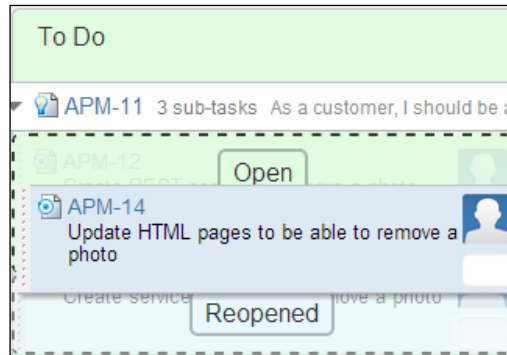 To Do
APM-11 3 sub-tasks As a customer, I should be a
APM-12
Open
APM-14
Update HTML pages to be able to remove a
photo
Create service
move a photo
Reopened